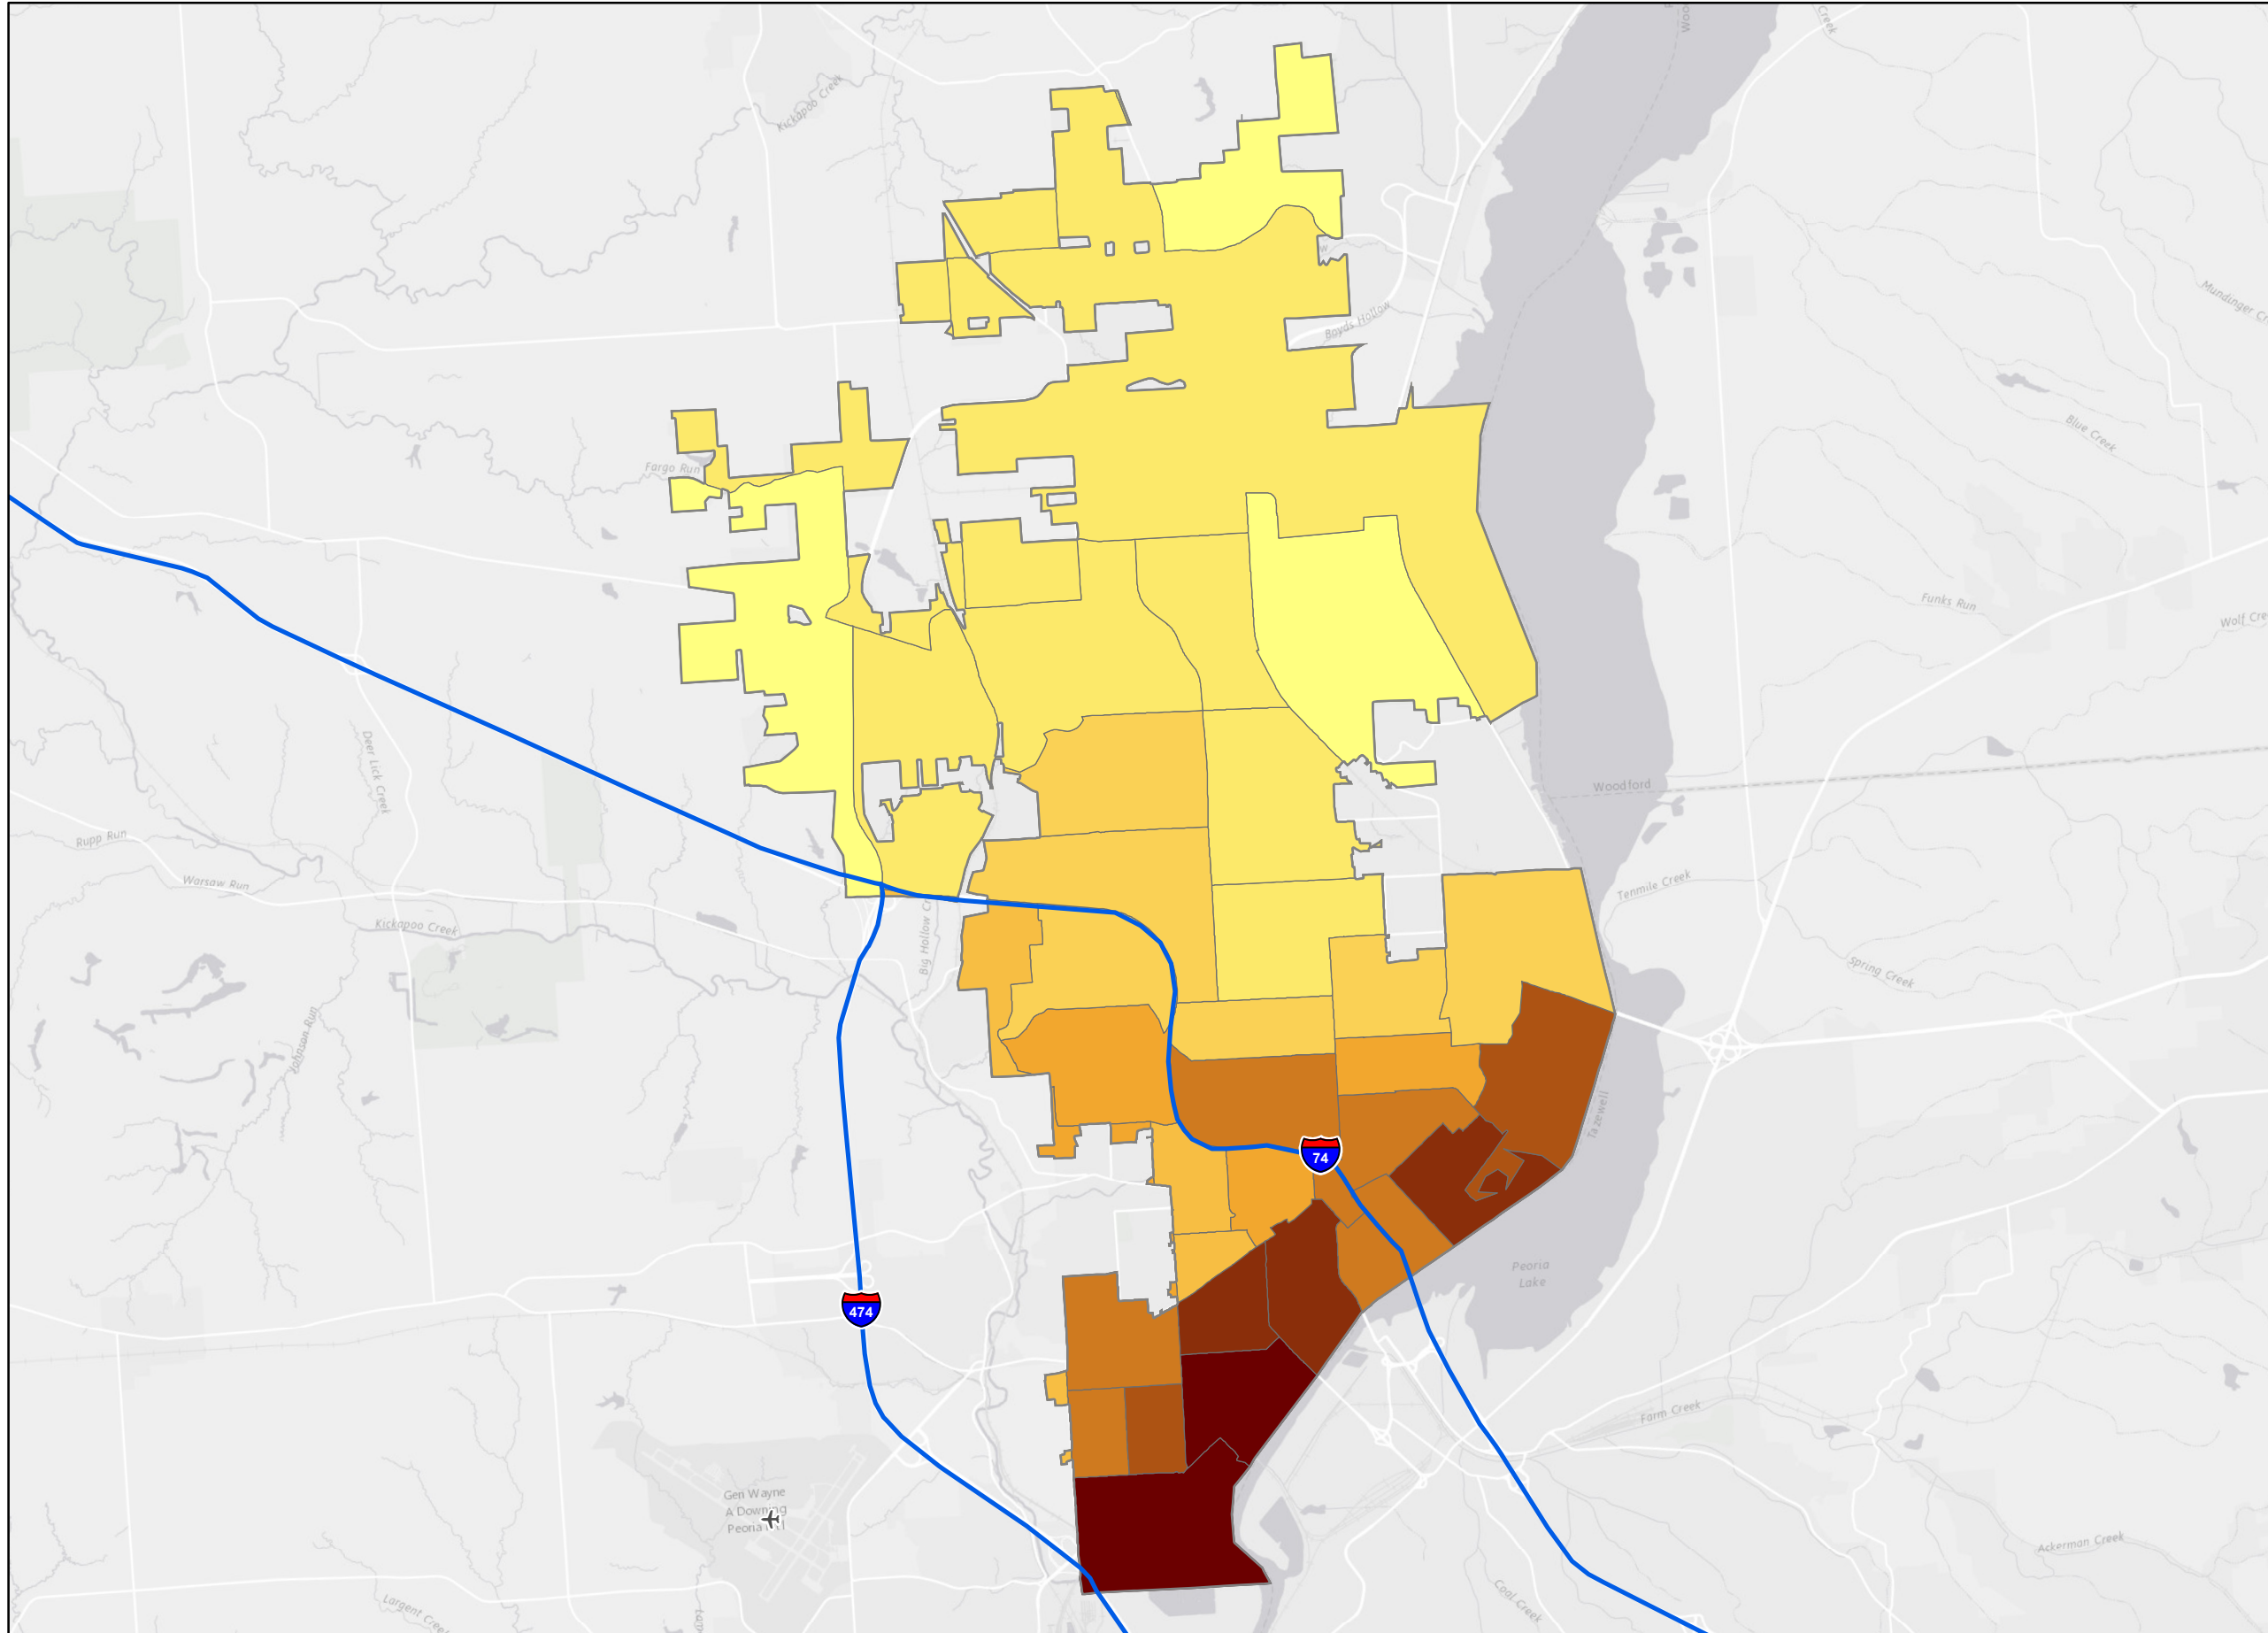 Kickapoo Creek
Creek
Boyds Hollow
Mundinger Cr
Blue Creek
Fargo Run
Funks Run
Wolf Cre
Deer Lick Creek
Woodford
Rupp Run
Warsaw Run
Tenmile Creek
Kickapoo Creek
Big Hollow Cr
Spring Creek
Johnson Run
Tazewell
74
Peoria
Lake
474
Farm Creek
Gen Wayne
A Downing
Peoria
Ackerman Creek
Cool Creek
Largent Creek